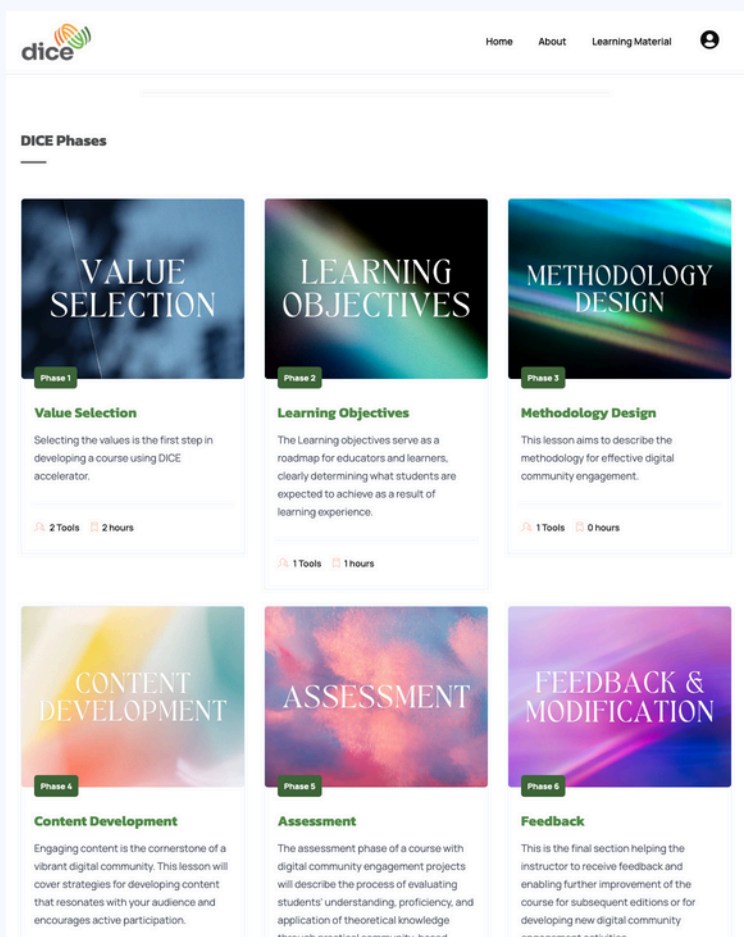 dice
Home About Learning Material
DICE Phases
VALUE
SELECTION
Phase 1
Value Selection
Selecting the values is the first step in
developing a course using DICE
accelerator.
2 Tools 2 hours
LEARNING
OBJECTIVES
Phase 2
Learning Objectives
The Learning objectives serve as a
roadmap for educators and learners,
clearly determining what students are
expected to achieve as a result of
learning experience.
1 Tools 1 hours
METHODOLOGY
DESIGN
Phase 3
Methodology Design
This lesson aims to describe the
methodology for effective digital
community engagement.
1 Tools 0 hours
CONTENT
DEVELOPMENT
Phase 4
Content Development
Engaging content is the cornerstone of a
vibrant digital community. This lesson will
cover strategies for developing content
that resonates with your audience and
encourages active participation.
ASSESSMENT
Phase 5
Assessment
The assessment phase of a course with
digital community engagement projects
will describe the process of evaluating
students' understanding, proficiency, and
application of theoretical knowledge
through practical community-based
FEEDBACK &
MODIFICATION
Phase 6
Feedback
This is the final section helping the
instructor to receive feedback and
enabling further improvement of the
course for subsequent editions or for
developing new digital community
engagement activities.